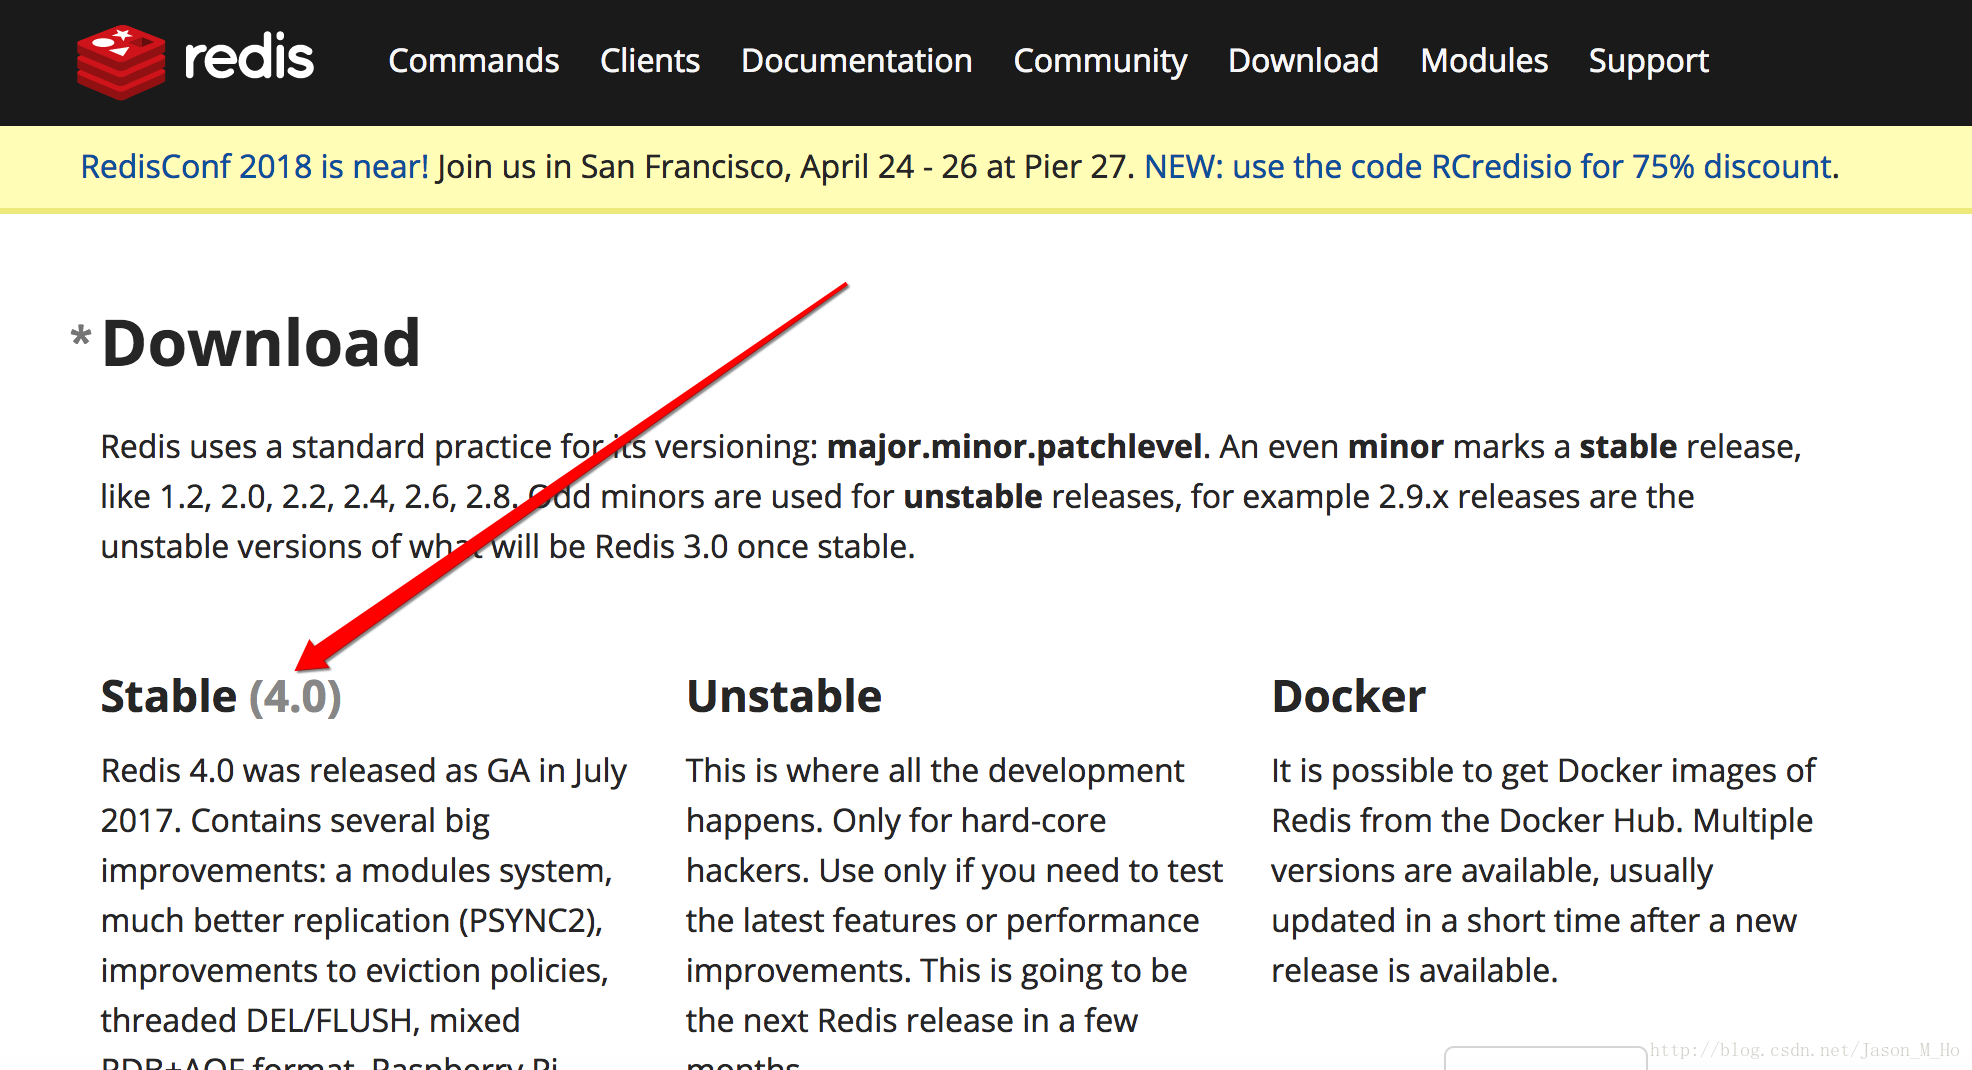 redis Commands Clients Documentation Community Download Modules Support
RedisConf 2018 is near! Join us in San Francisco, April 24 - 26 at Pier 27. NEW: use the code RCredisio for 75% discount.
*Download
Redis uses a standard practice for its versioning: major.minor.patchlevel. An even minor marks a stable release,
like 1.2, 2.0, 2.2, 2.4, 2.6, 2.8. Odd minors are used for unstable releases, for example 2.9.x releases are the
unstable versions of what will be Redis 3.0 once stable.
Stable (4.0)
Redis 4.0 was released as GA in July
2017. Contains several big
improvements: a modules system,
much better replication (PSYNC2),
improvements to eviction policies,
threaded DEL/FLUSH, mixed
RDB+AOF format, Raspberry Pi
Unstable
This is where all the development
happens. Only for hard-core
hackers. Use only if you need to test
the latest features or performance
improvements. This is going to be
the next Redis release in a few
months.
Docker
It is possible to get Docker images of
Redis from the Docker Hub. Multiple
versions are available, usually
updated in a short time after a new
release is available.
http://blog.csdn.net/Jason_M_Ho